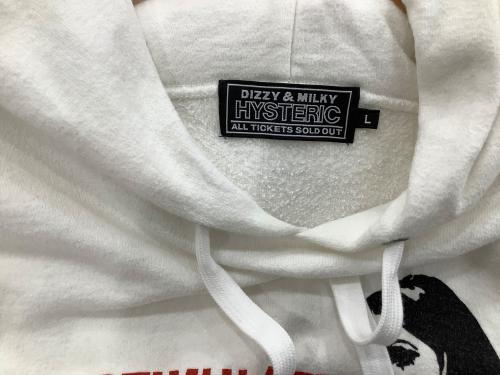 DIZZY & MILKY
HYSTERIC
ALL TICKETS SOLD OUT
L